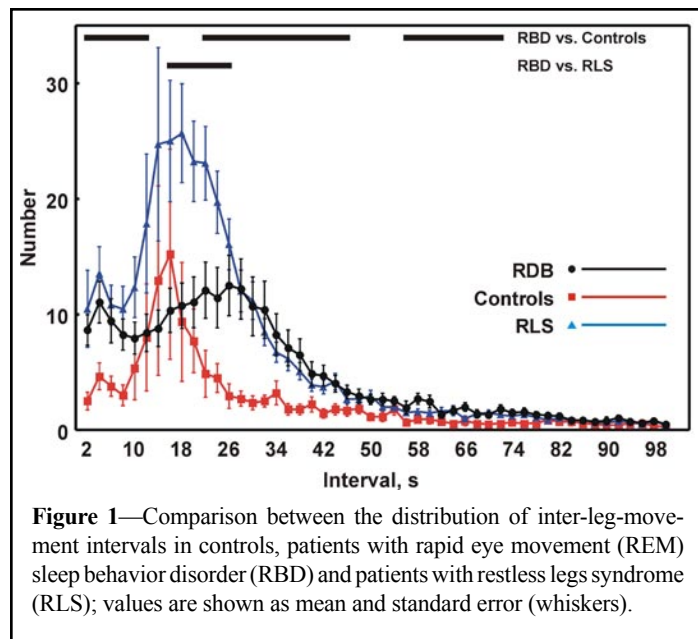 RBD vs. Controls
RBD vs. RLS
30
20
10
0
Number
RDB
Controls
RLS
2 10 18 26 34 42 50 58 66 74 82 90 98
Interval, s
Figure 1—Comparison between the distribution of inter-leg-move-
ment intervals in controls, patients with rapid eye movement (REM)
sleep behavior disorder (RBD) and patients with restless legs syndrome
(RLS); values are shown as mean and standard error (whiskers).